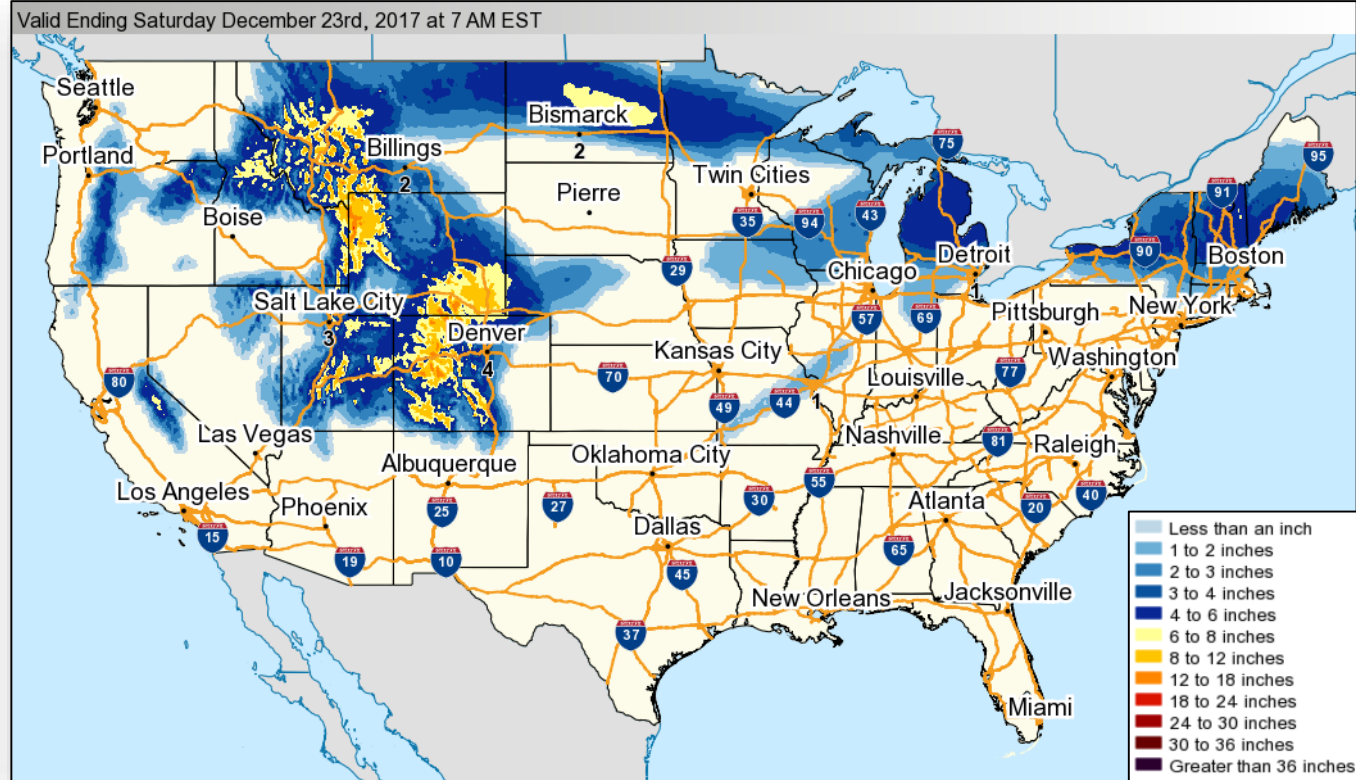 Valid Ending Saturday December 23rd, 2017 at 7 AM EST
Seattle
Portland
Boise
Billings
2
Bismarck
2
Pierre
Twin Cities
35
94
43
75
95
91
90
Boston
Detroit
1
Chicago
29
Salt Lake City
3
Denver
4
57
69
Pittsburgh
New York
Washington
80
70
Kansas City
49
44
1
Louisville
77
Las Vegas
Albuquerque
Oklahoma City
Nashville
81
Raleigh
Los Angeles
15
Phoenix
19
25
10
27
30
55
Dallas
45
Atlanta
20
40
65
37
New Orleans
Jacksonville
Miami
Less than an inch
1 to 2 inches
2 to 3 inches
3 to 4 inches
4 to 6 inches
6 to 8 inches
8 to 12 inches
12 to 18 inches
18 to 24 inches
24 to 30 inches
30 to 36 inches
Greater than 36 inches